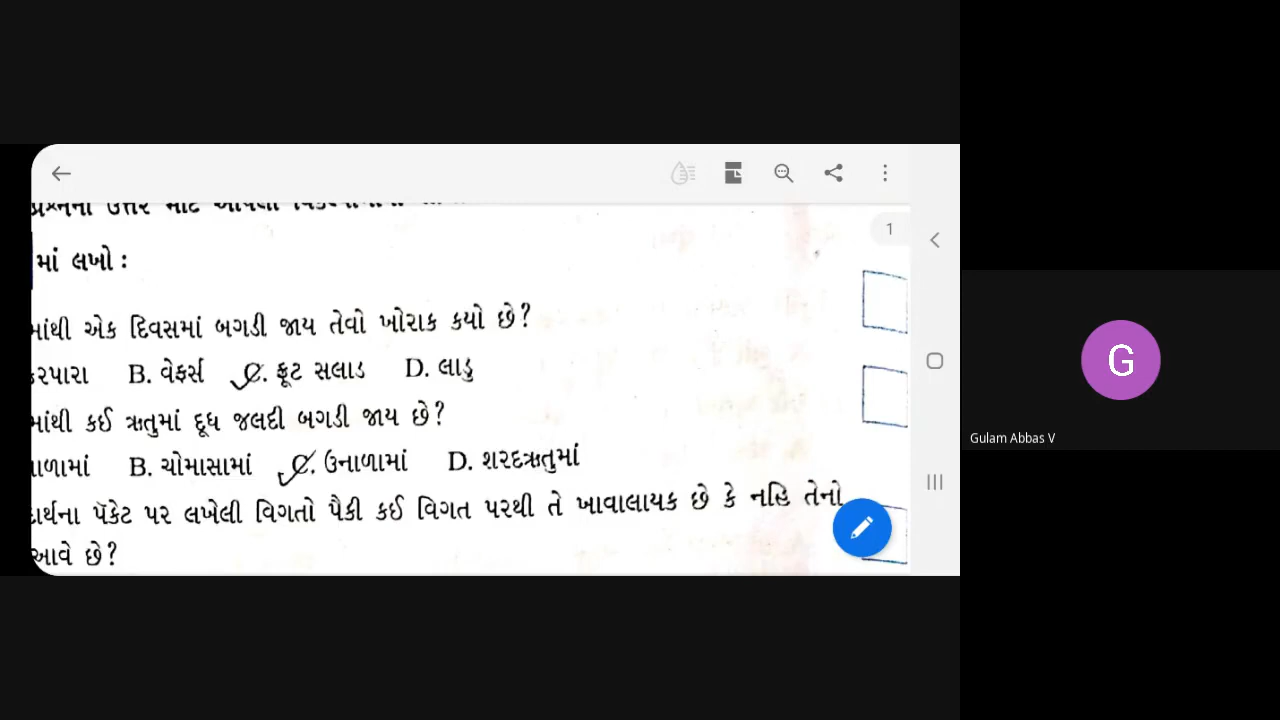 1
માં લખો :
માંથી એક દિવસમાં બગડી જાય તેવો ખોરાક કયો છે?
કરપારા B. વેફર્સ C. ફ્રૂટ સલાડ D. લાડુ
માંથી કઈ ઋતુમાં દૂધ જલદી બગડી જાય છે?
ાળામાં B. ચોમાસામાં C. ઉનાળામાં D. શરદઋતુમાં
દાર્થના પૅકેટ પર લખેલી વિગતો પૈકી કઈ વિગત પરથી તે ખાવાલાયક છે કે નહિ તેનો
આવે છે?
G
Gulam Abbas V